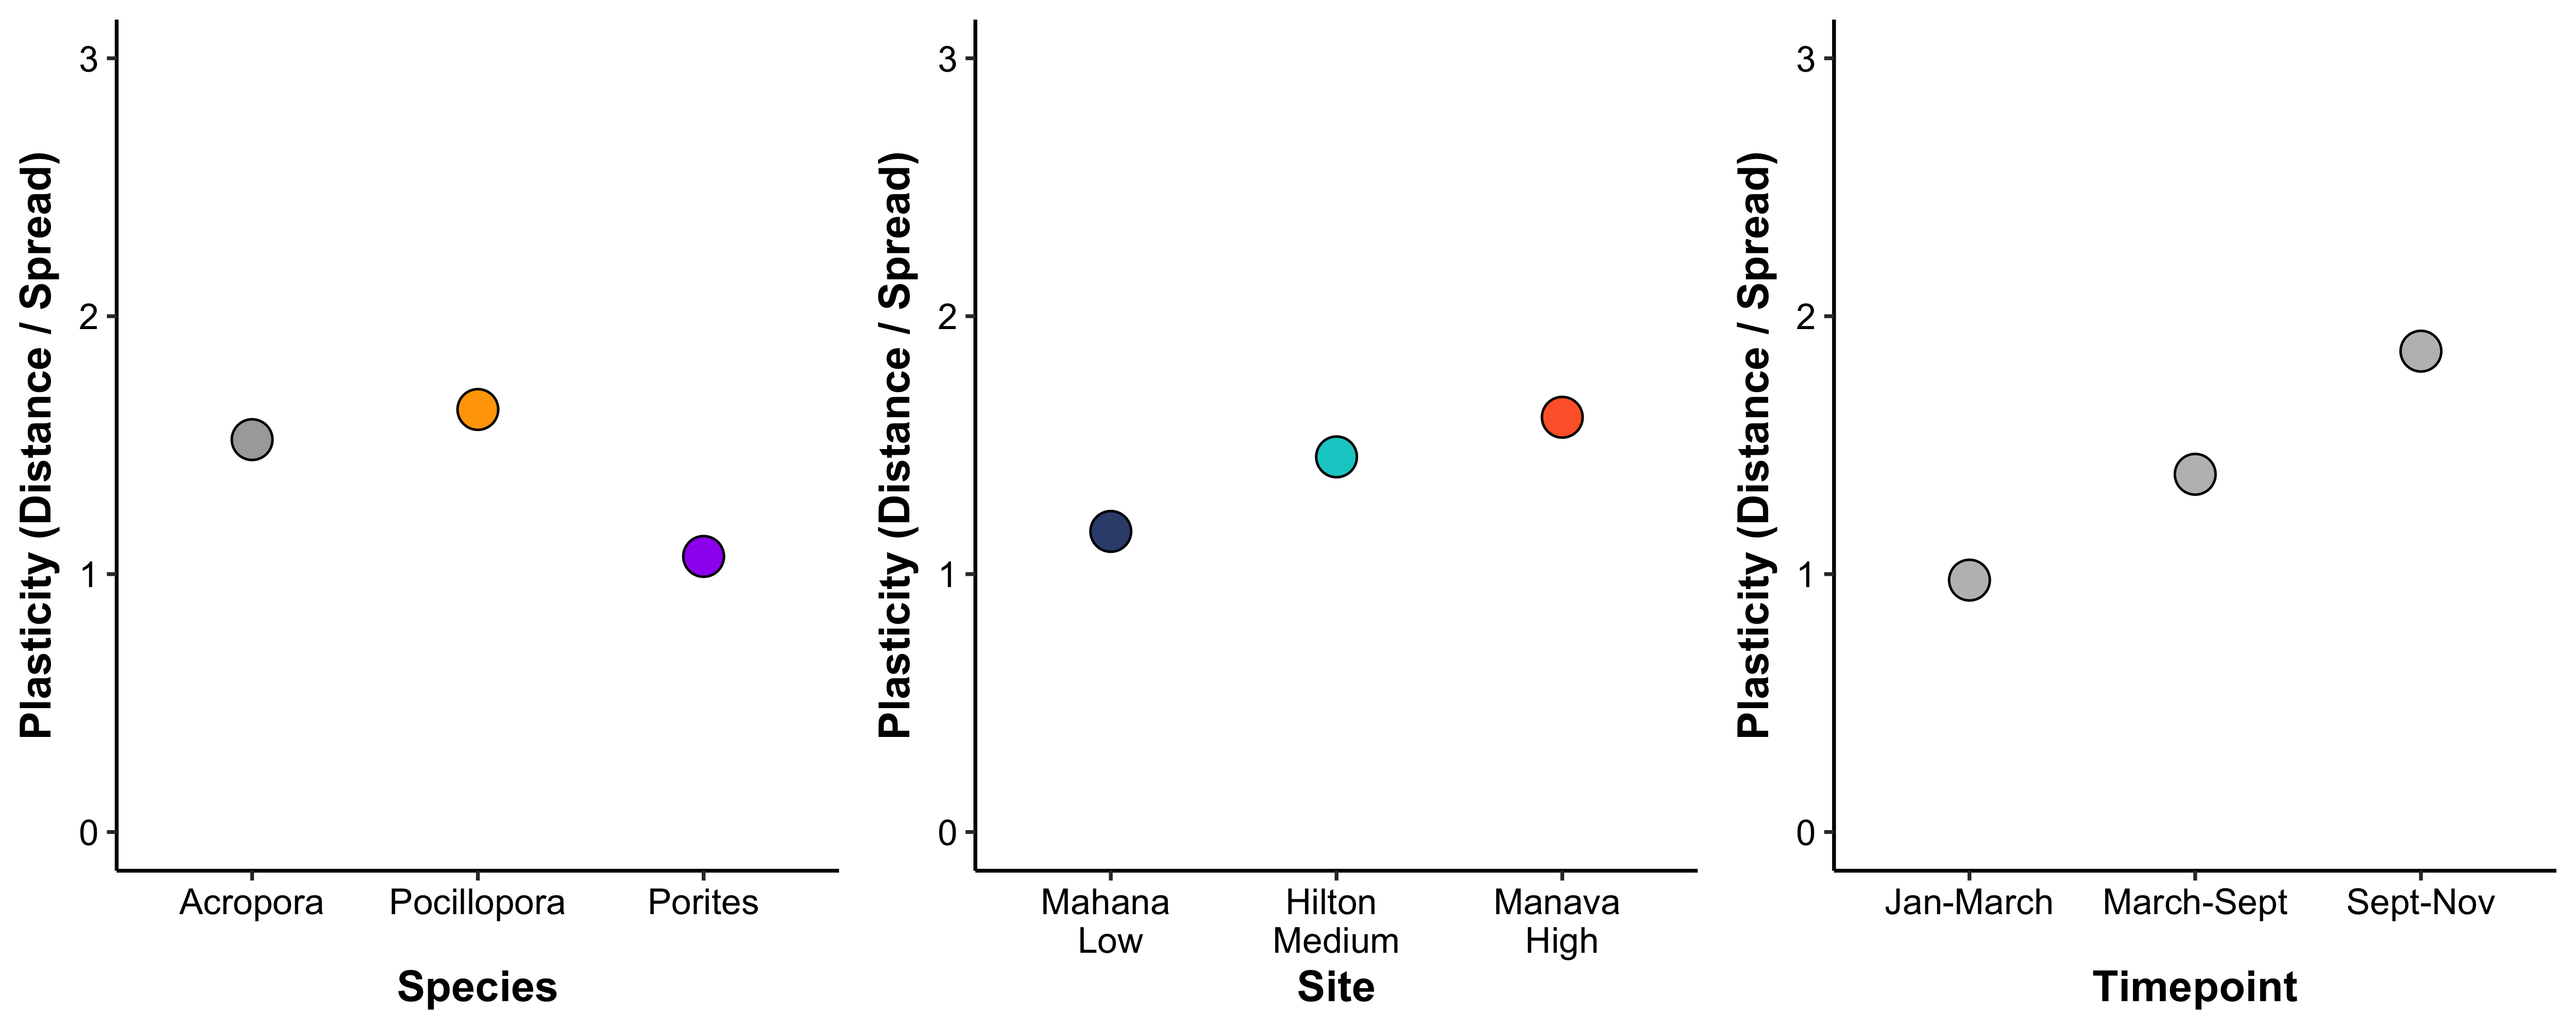 Plasticity (Distance / Spread)
3
2
1
0
Acropora
Pocillopora
Porites
Species
Plasticity (Distance / Spread)
3
2
1
0
Mahana
Low
Hilton
Medium
Manava
High
Site
Plasticity (Distance / Spread)
3
2
1
0
Jan-March
March-Sept
Sept-Nov
Timepoint